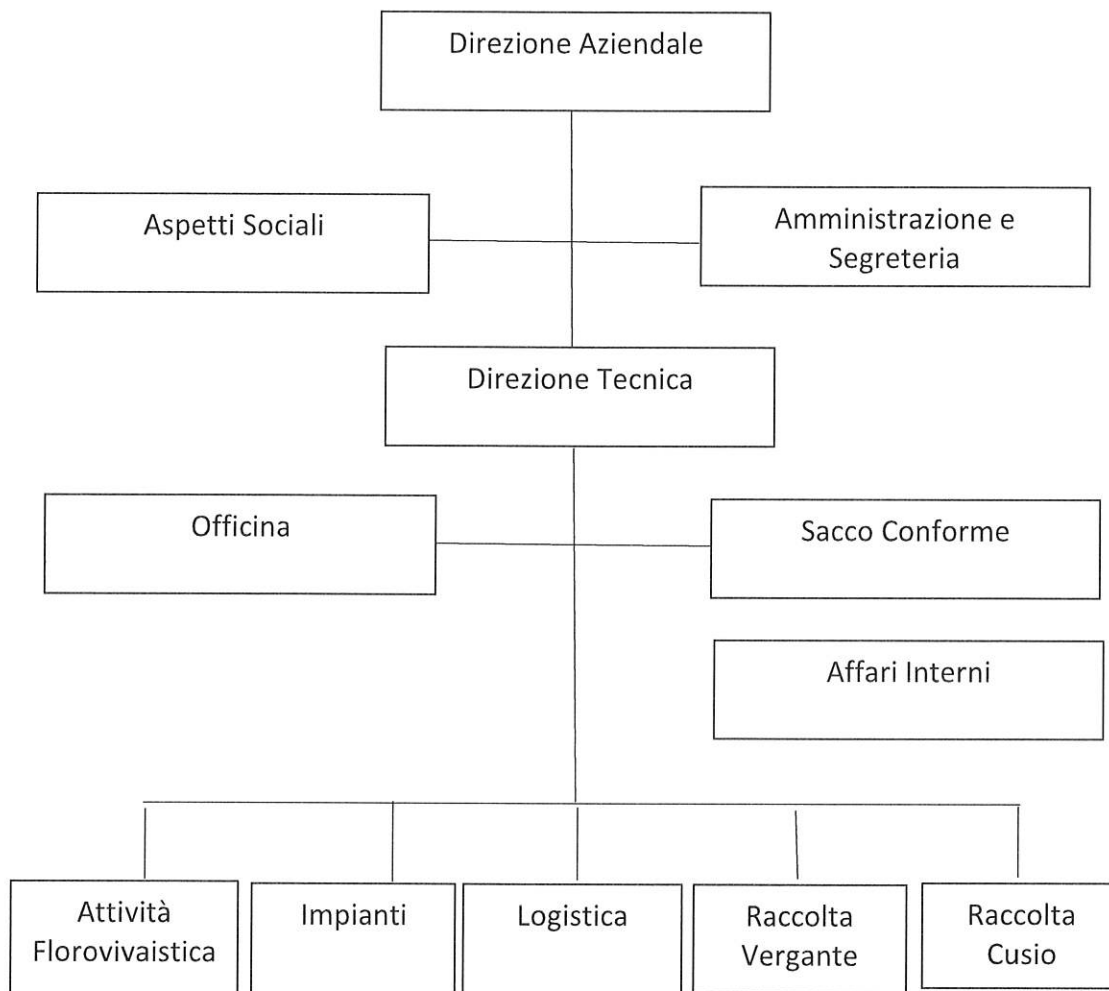 Direzione Aziendale
Aspetti Sociali
Amministrazione e
Segreteria
Direzione Tecnica
Officina
Sacco Conforme
Affari Interni
Attività
Florovivaistica
Impianti
Logistica
Raccolta
Vergante
Raccolta
Cusio